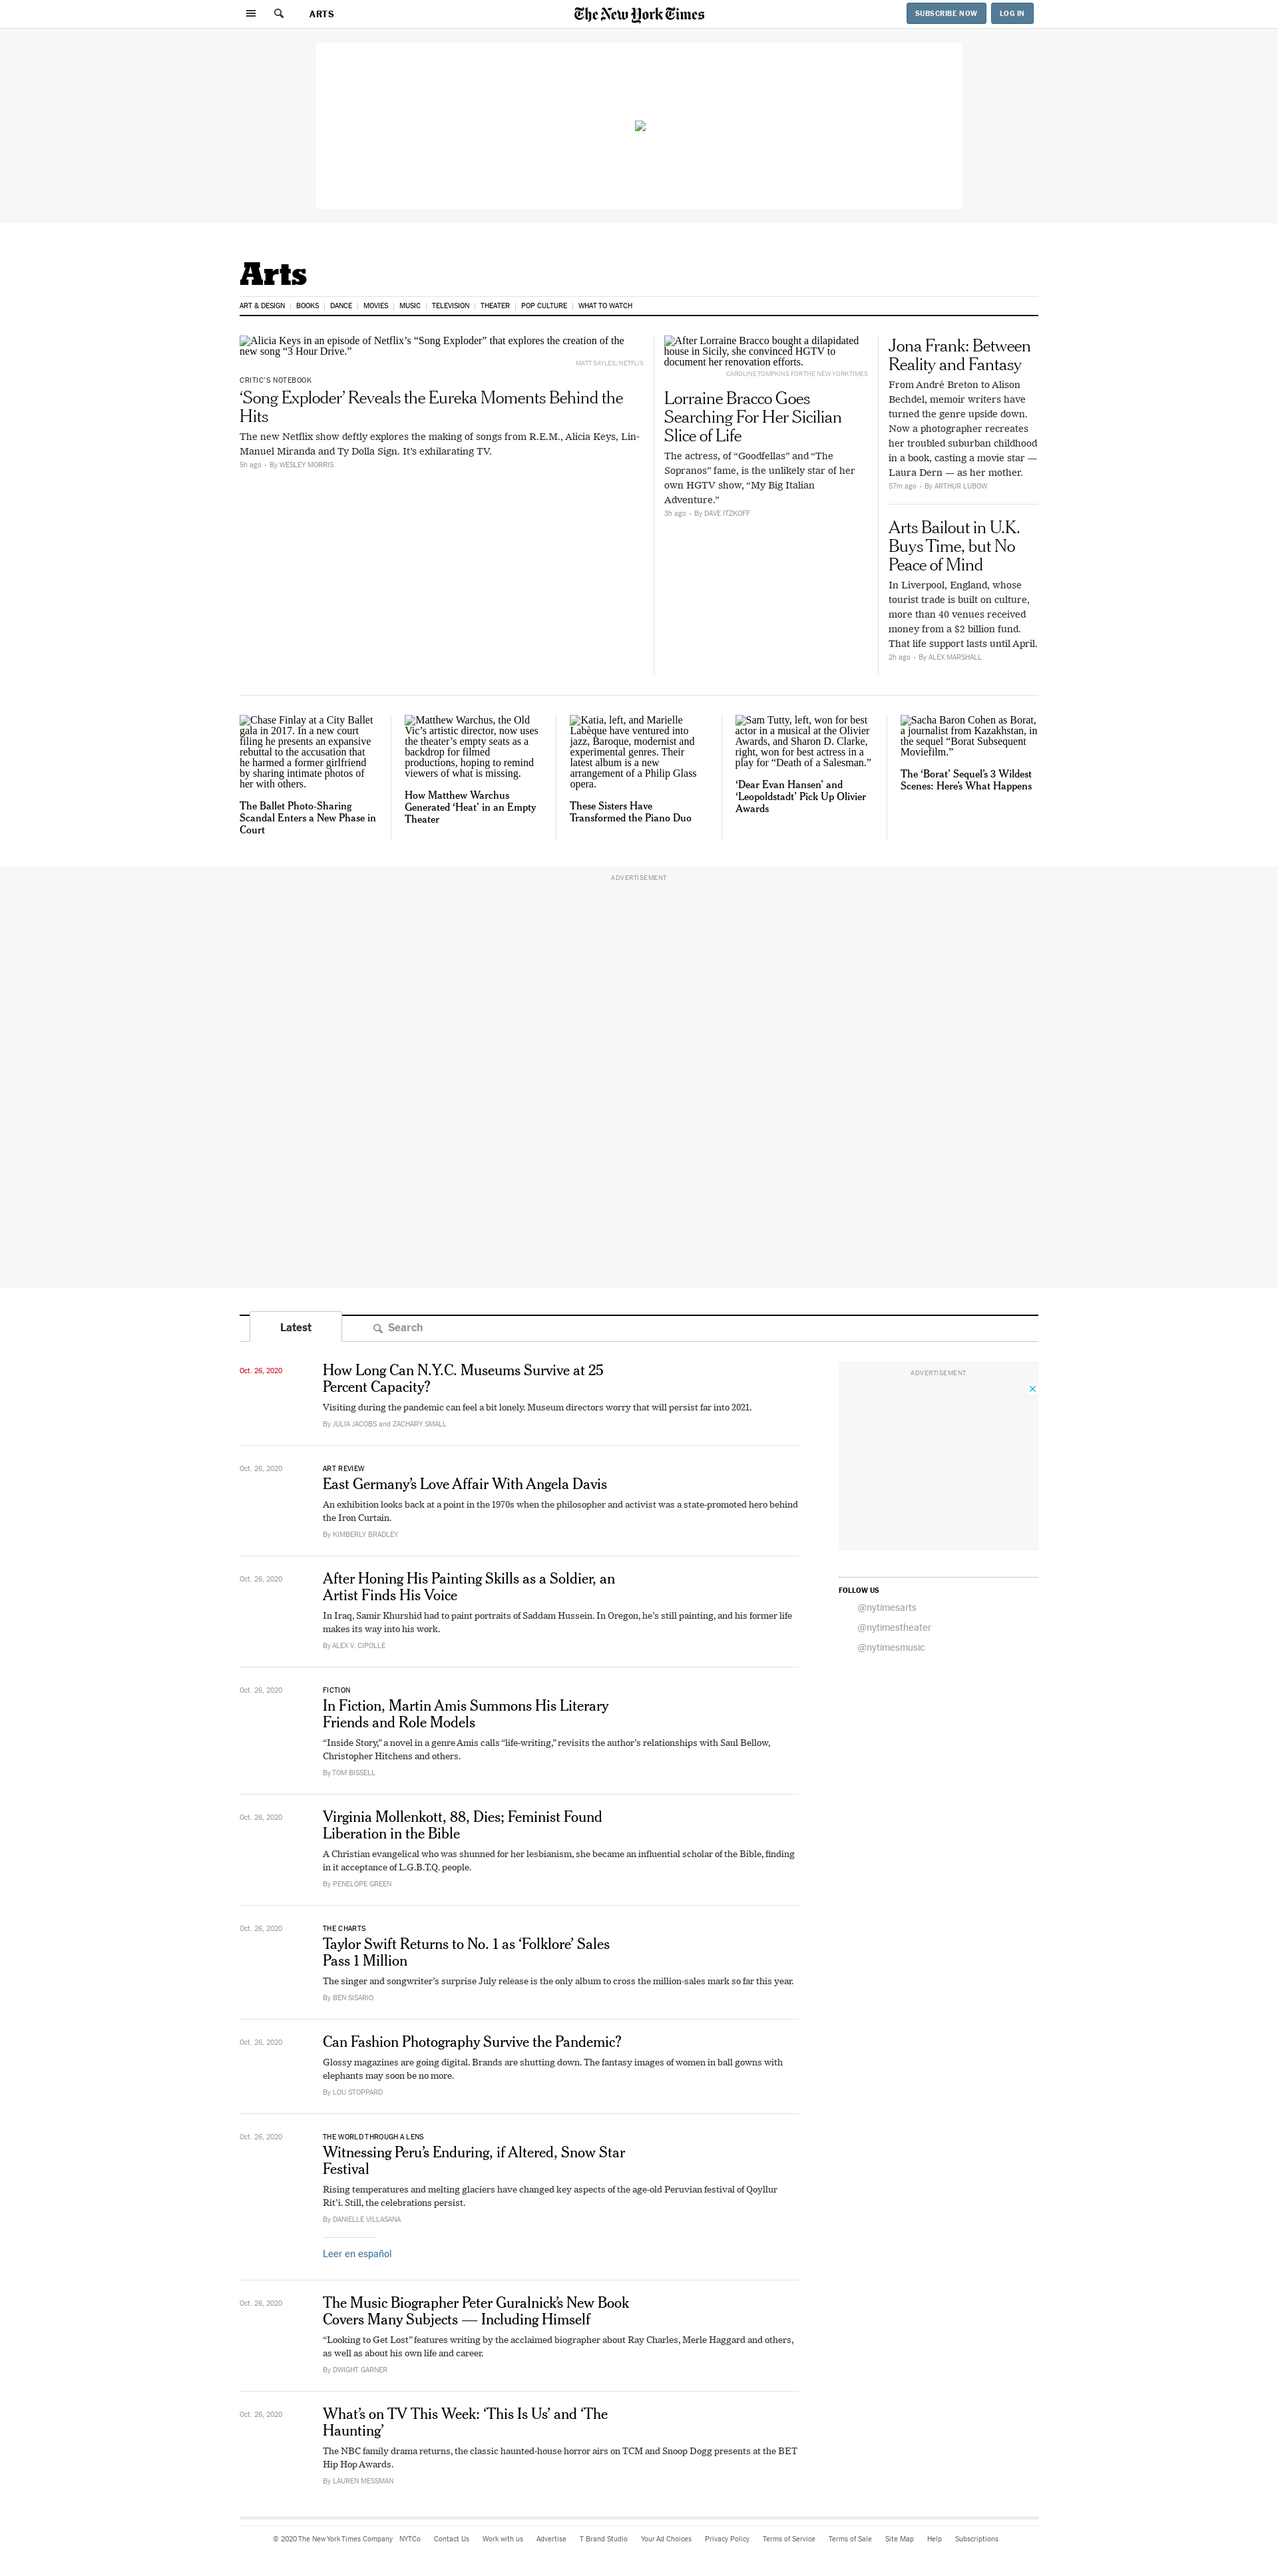 ARTS
The New York Times
SUBSCRIBE NOW
LOG IN
Arts
ART & DESIGN
BOOKS
DANCE
MOVIES
MUSIC
TELEVISION
THEATER
POP CULTURE
WHAT TO WATCH
Alicia Keys in an episode of Netflix’s “Song Exploder” that explores the creation of the
new song “3 Hour Drive.”
MATT SAYLES/NETFLIX
CRITIC’S NOTEBOOK
‘Song Exploder’ Reveals the Eureka Moments Behind the
Hits
The new Netflix show deftly explores the making of songs from R.E.M., Alicia Keys, Lin-
Manuel Miranda and Ty Dolla Sign. It’s exhilarating TV.
5h ago • By WESLEY MORRIS
After Lorraine Bracco bought a dilapidated
house in Sicily, she convinced HGTV to
document her renovation efforts.
CAROLINE TOMPKINS FOR THE NEW YORK TIMES
Lorraine Bracco Goes
Searching For Her Sicilian
Slice of Life
The actress, of “Goodfellas” and “The
Sopranos” fame, is the unlikely star of her
own HGTV show, “My Big Italian
Adventure.”
3h ago • By DAVE ITZKOFF
Jona Frank: Between
Reality and Fantasy
From André Breton to Alison
Bechdel, memoir writers have
turned the genre upside down.
Now a photographer recreates
her troubled suburban childhood
in a book, casting a movie star —
Laura Dern — as her mother.
57m ago • By ARTHUR LUBOW
Arts Bailout in U.K.
Buys Time, but No
Peace of Mind
In Liverpool, England, whose
tourist trade is built on culture,
more than 40 venues received
money from a $2 billion fund.
That life support lasts until April.
2h ago • By ALEX MARSHALL
Chase Finlay at a City Ballet
gala in 2017. In a new court
filing he presents an expansive
rebuttal to the accusation that
he harmed a former girlfriend
by sharing intimate photos of
her with others.
The Ballet Photo-Sharing
Scandal Enters a New Phase in
Court
Matthew Warchus, the Old
Vic’s artistic director, now uses
the theater’s empty seats as a
backdrop for filmed
productions, hoping to remind
viewers of what is missing.
How Matthew Warchus
Generated ‘Heat’ in an Empty
Theater
Katia, left, and Marielle
Labèque have ventured into
jazz, Baroque, modernist and
experimental genres. Their
latest album is a new
arrangement of a Philip Glass
opera.
These Sisters Have
Transformed the Piano Duo
Sam Tutty, left, won for best
actor in a musical at the Olivier
Awards, and Sharon D. Clarke,
right, won for best actress in a
play for “Death of a Salesman.”
‘Dear Evan Hansen’ and
‘Leopoldstadt’ Pick Up Olivier
Awards
Sacha Baron Cohen as Borat,
a journalist from Kazakhstan, in
the sequel “Borat Subsequent
Moviefilm.”
The ‘Borat’ Sequel’s 3 Wildest
Scenes: Here’s What Happens
ADVERTISEMENT
Latest
Search
Oct. 26, 2020
How Long Can N.Y.C. Museums Survive at 25
Percent Capacity?
Visiting during the pandemic can feel a bit lonely. Museum directors worry that will persist far into 2021.
By JULIA JACOBS and ZACHARY SMALL
Oct. 26, 2020
ART REVIEW
East Germany’s Love Affair With Angela Davis
An exhibition looks back at a point in the 1970s when the philosopher and activist was a state-promoted hero behind
the Iron Curtain.
By KIMBERLY BRADLEY
Oct. 26, 2020
After Honing His Painting Skills as a Soldier, an
Artist Finds His Voice
In Iraq, Samir Khurshid had to paint portraits of Saddam Hussein. In Oregon, he’s still painting, and his former life
makes its way into his work.
By ALEX V. CIPOLLE
Oct. 26, 2020
FICTION
In Fiction, Martin Amis Summons His Literary
Friends and Role Models
“Inside Story,” a novel in a genre Amis calls “life-writing,” revisits the author’s relationships with Saul Bellow,
Christopher Hitchens and others.
By TOM BISSELL
Oct. 26, 2020
Virginia Mollenkott, 88, Dies; Feminist Found
Liberation in the Bible
A Christian evangelical who was shunned for her lesbianism, she became an influential scholar of the Bible, finding
in it acceptance of L.G.B.T.Q. people.
By PENELOPE GREEN
Oct. 26, 2020
THE CHARTS
Taylor Swift Returns to No. 1 as ‘Folklore’ Sales
Pass 1 Million
The singer and songwriter’s surprise July release is the only album to cross the million-sales mark so far this year.
By BEN SISARIO
Oct. 26, 2020
Can Fashion Photography Survive the Pandemic?
Glossy magazines are going digital. Brands are shutting down. The fantasy images of women in ball gowns with
elephants may soon be no more.
By LOU STOPPARD
Oct. 26, 2020
THE WORLD THROUGH A LENS
Witnessing Peru’s Enduring, if Altered, Snow Star
Festival
Rising temperatures and melting glaciers have changed key aspects of the age-old Peruvian festival of Qoyllur
Rit’i. Still, the celebrations persist.
By DANIELLE VILLASANA
Leer en español
Oct. 26, 2020
The Music Biographer Peter Guralnick’s New Book
Covers Many Subjects — Including Himself
“Looking to Get Lost” features writing by the acclaimed biographer about Ray Charles, Merle Haggard and others,
as well as about his own life and career.
By DWIGHT GARNER
Oct. 26, 2020
What’s on TV This Week: ‘This Is Us’ and ‘The
Haunting’
The NBC family drama returns, the classic haunted-house horror airs on TCM and Snoop Dogg presents at the BET
Hip Hop Awards.
By LAUREN MESSMAN
ADVERTISEMENT
FOLLOW US
@nytimesarts
@nytimestheater
@nytimesmusic
© 2020 The New York Times Company
NYTCo
Contact Us
Work with us
Advertise
T Brand Studio
Your Ad Choices
Privacy Policy
Terms of Service
Terms of Sale
Site Map
Help
Subscriptions